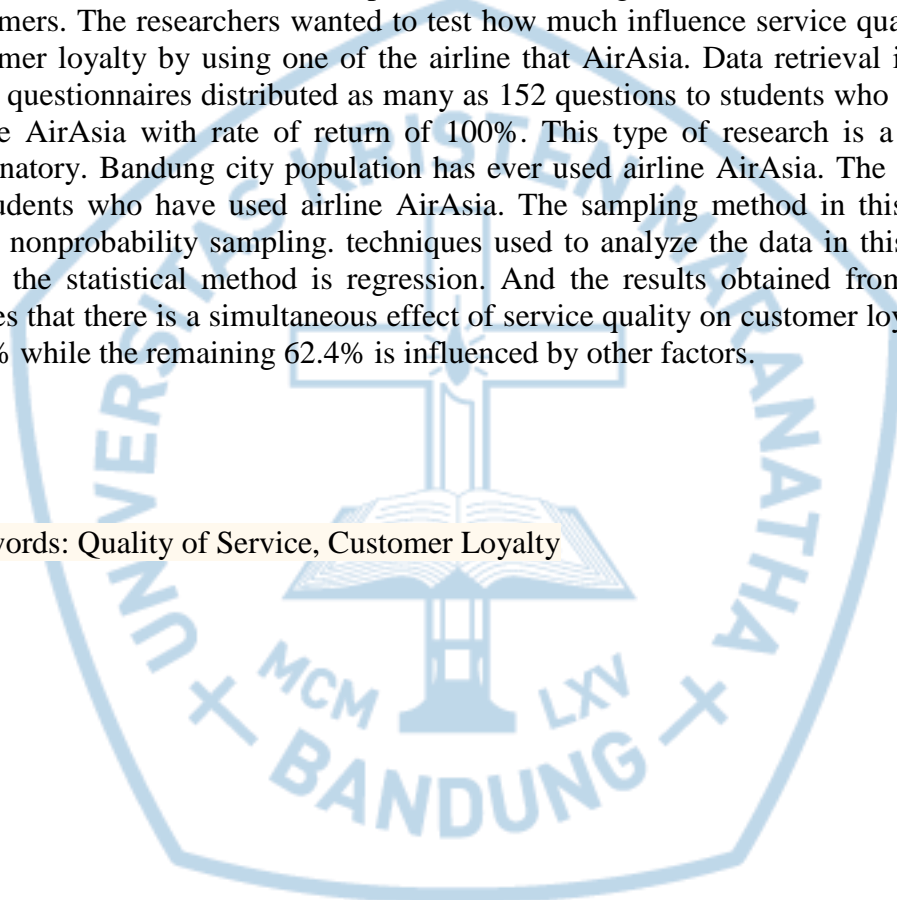 mers. The researchers wanted to test how much influence service qua
mer loyalty by using one of the airline that AirAsia. Data retrieval i
questionnaires distributed as many as 152 questions to students who
e AirAsia with rate of return of 100%. This type of research is a
natory. Bandung city population has ever used airline AirAsia. The
udents who have used airline AirAsia. The sampling method in this
nonprobability sampling. techniques used to analyze the data in this
the statistical method is regression. And the results obtained from
es that there is a simultaneous effect of service quality on customer loy
% while the remaining 62.4% is influenced by other factors.
words: Quality of Service, Customer Loyalty
UNIVERSITAS KRISTEN MARANATHA
MCM LXV
BANDUNG